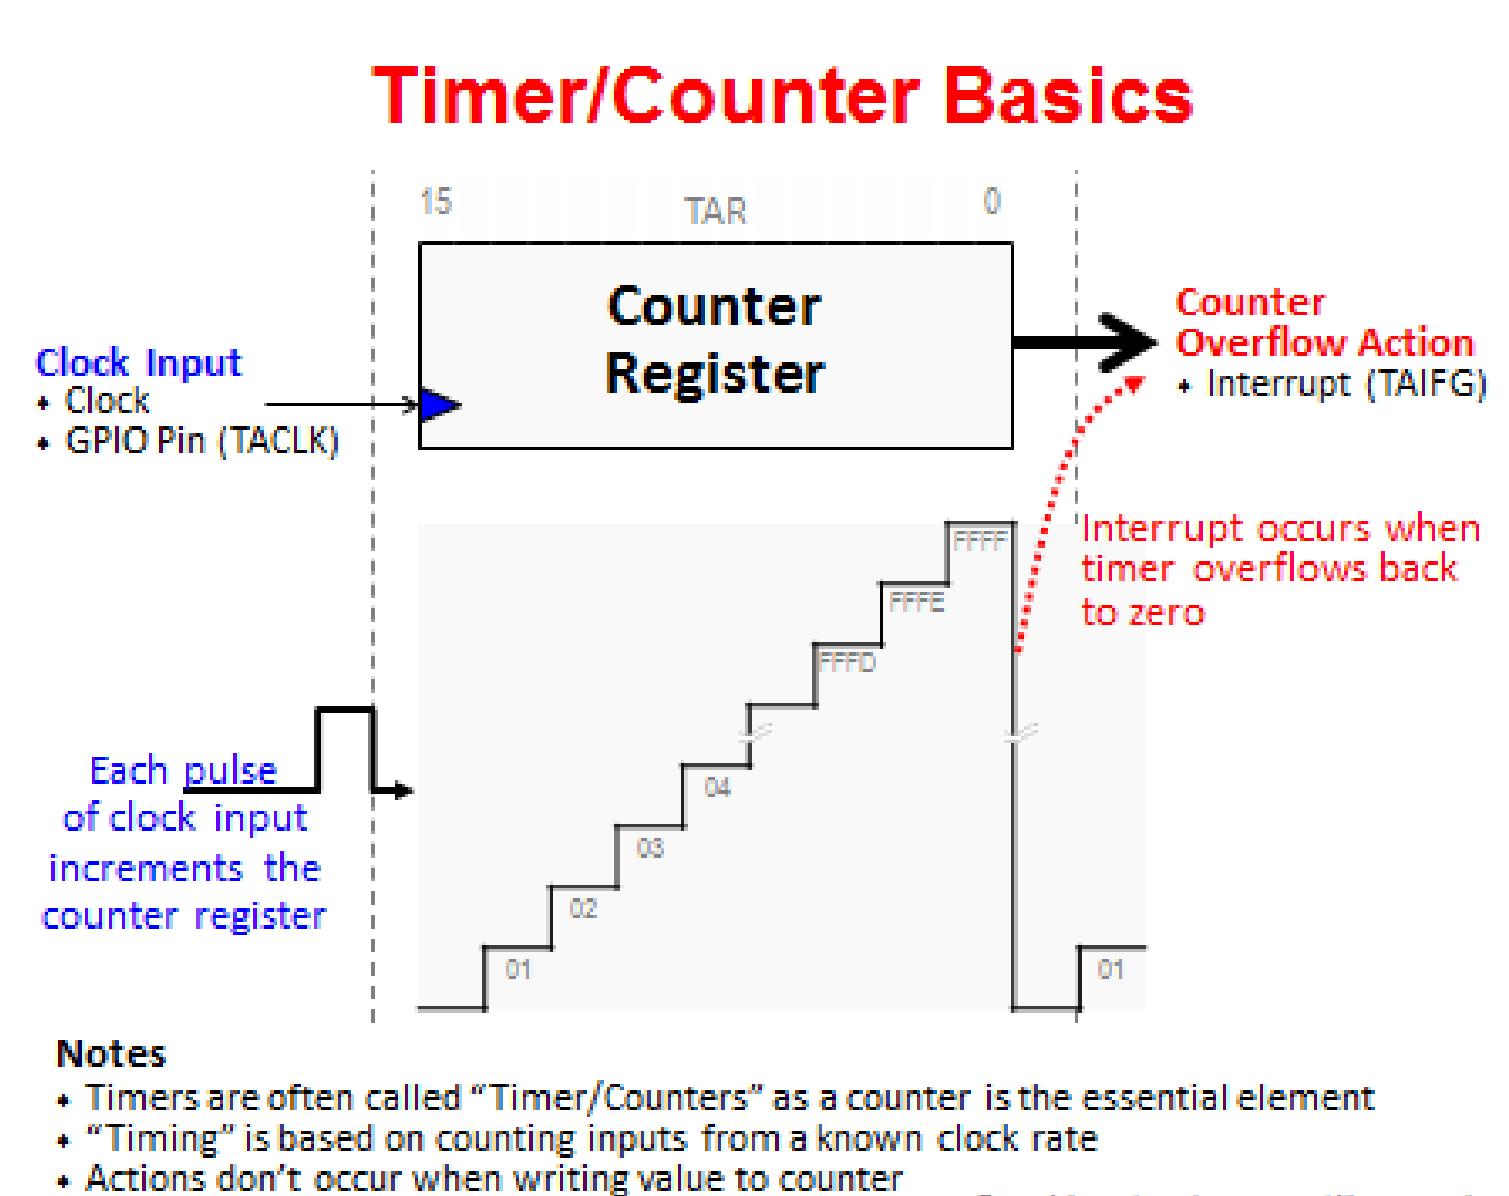 Timer/Counter Basics
15 TAR 0
Counter
Register
Clock Input
• Clock
• GPIO Pin (TACLK)
Counter
Overflow Action
• Interrupt (TAIFG)
Interrupt occurs when
timer overflows back
to zero
FFFF
FFFE
FFFD
04
03
02
01
01
Each pulse
of clock input
increments the
counter register
Notes
• Timers are often called “Timer/Counters” as a counter is the essential element
• “Timing” is based on counting inputs from a known clock rate
• Actions don’t occur when writing value to counter